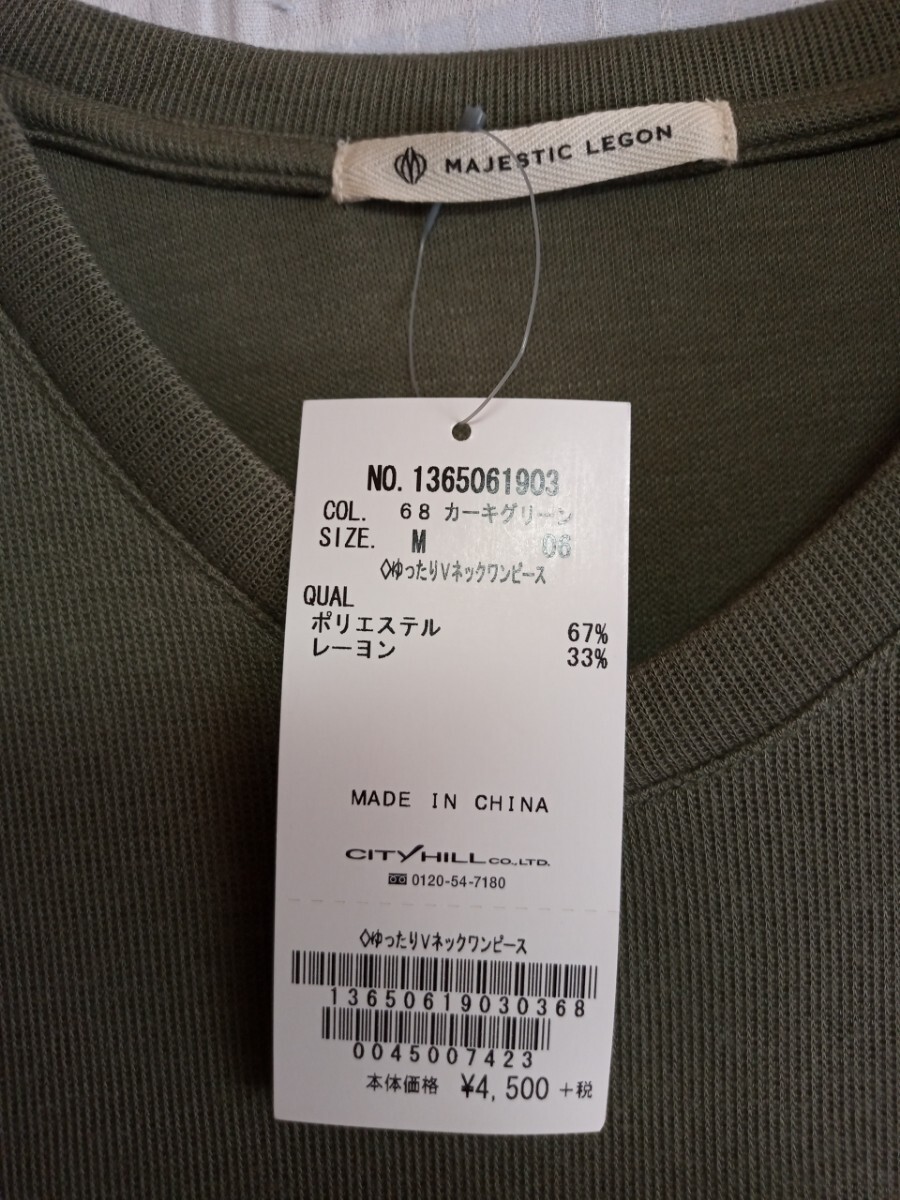 MAJESTIC LEGON
NO. 1365061903
COL. 68 カーキグリーン
SIZE. M 06
◇ゆったりVネックワンピース
QUAL
ポリエステル 67%
レーヨン 33%
MADE IN CHINA
CITY HILL CO.,LTD.
0120-54-7180
◇ゆったりVネックワンピース
13650619030368
0045007423
本体価格 ¥4,500 +税